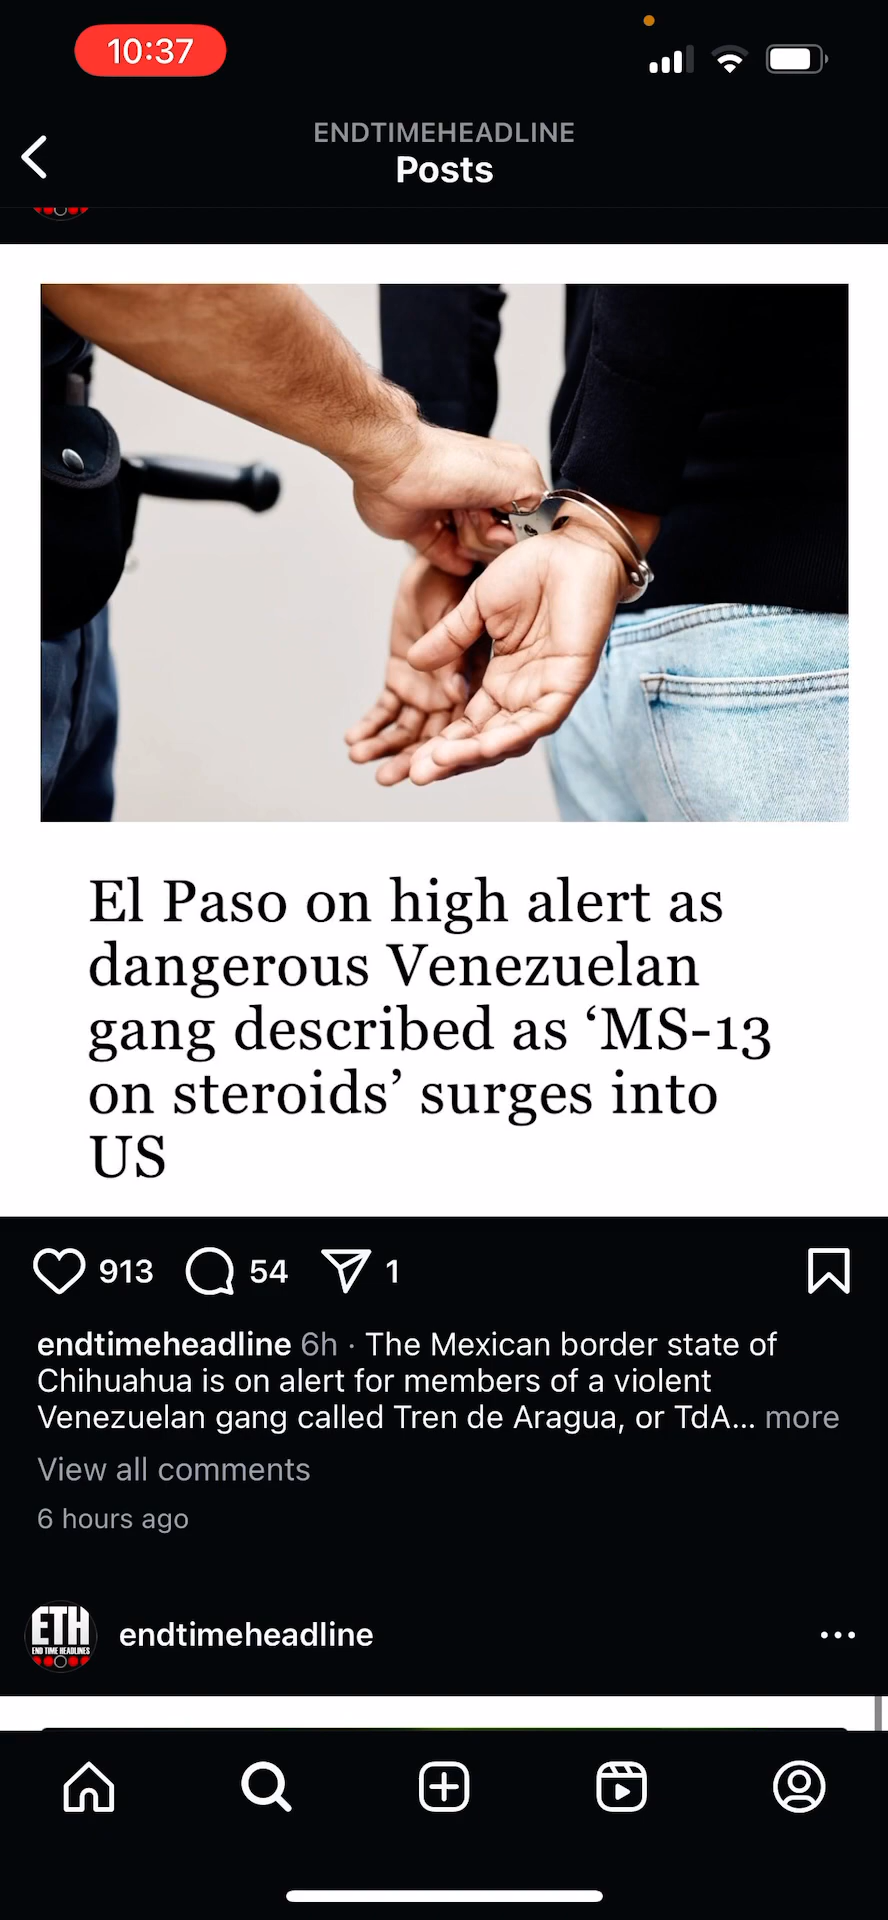 10:37
ENDTIMEHEADLINE
Posts
El Paso on high alert as
dangerous Venezuelan
gang described as ‘MS-13
on steroids’ surges into
US
913 54 1
endtimeheadline 6h · The Mexican border state of
Chihuahua is on alert for members of a violent
Venezuelan gang called Tren de Aragua, or TdA... more
View all comments
6 hours ago
ETH
END TIME HEADLINES
endtimeheadline